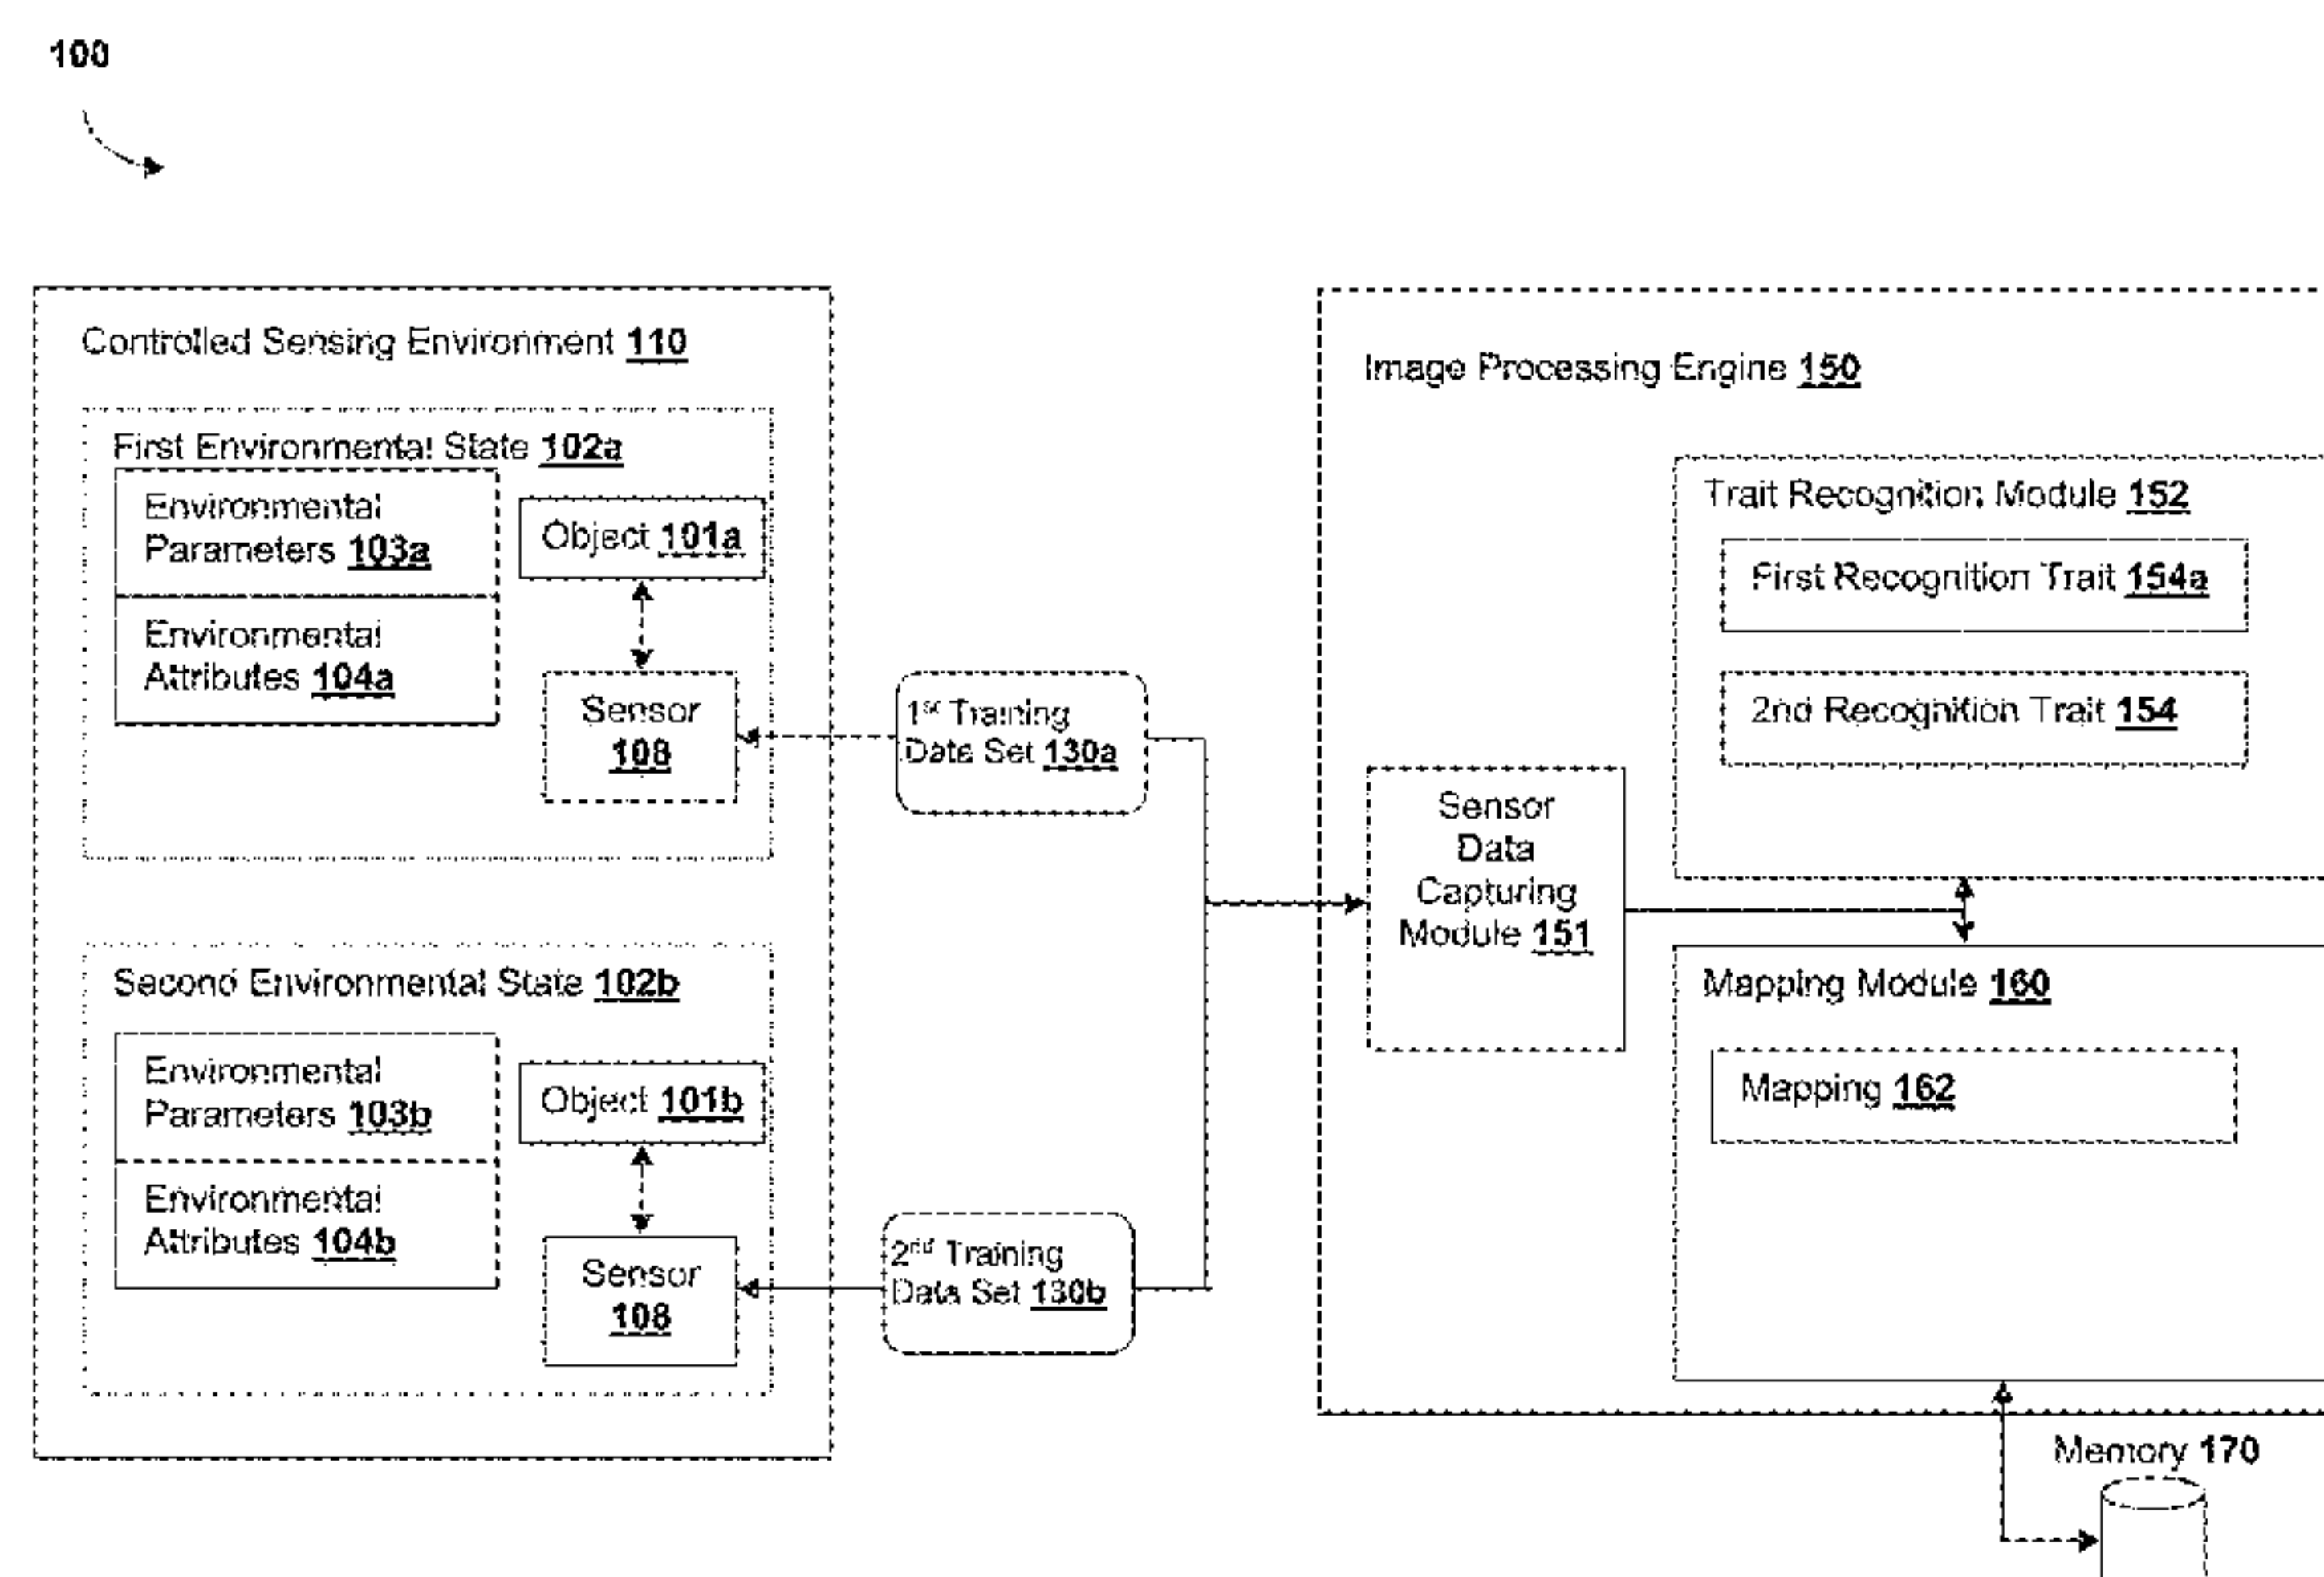 100
Controlled Sensing Environment 110
First Environmental State 102a
Environmental
Parameters 103a
Environmental
Attributes 104a
Object 101a
Sensor
108
Second Environmental State 102b
Environmental
Parameters 103b
Environmental
Attributes 104b
Object 101b
Sensor
108
1st Training
Data Set 130a
2nd Training
Data Set 130b
Image Processing Engine 150
Sensor
Data
Capturing
Module 151
Trait Recognition Module 152
First Recognition Trait 154a
2nd Recognition Trait 154
Mapping Module 160
Mapping 162
Memory 170